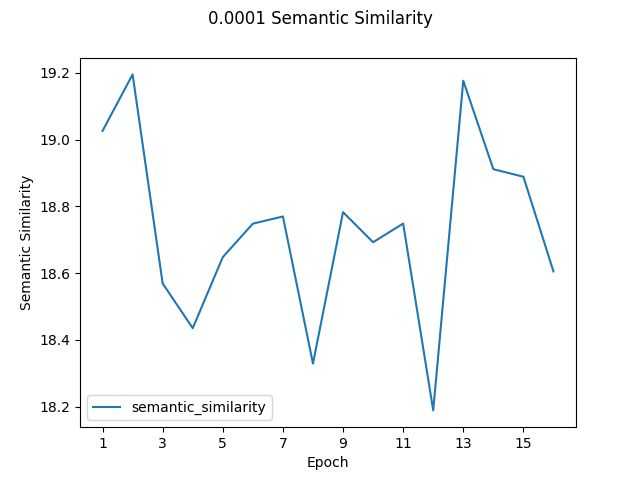 0.0001 Semantic Similarity
19.2
19.0
18.8
18.6
18.4
18.2
Semantic Similarity
semantic_similarity
1 3 5 7 9 11 13 15
Epoch